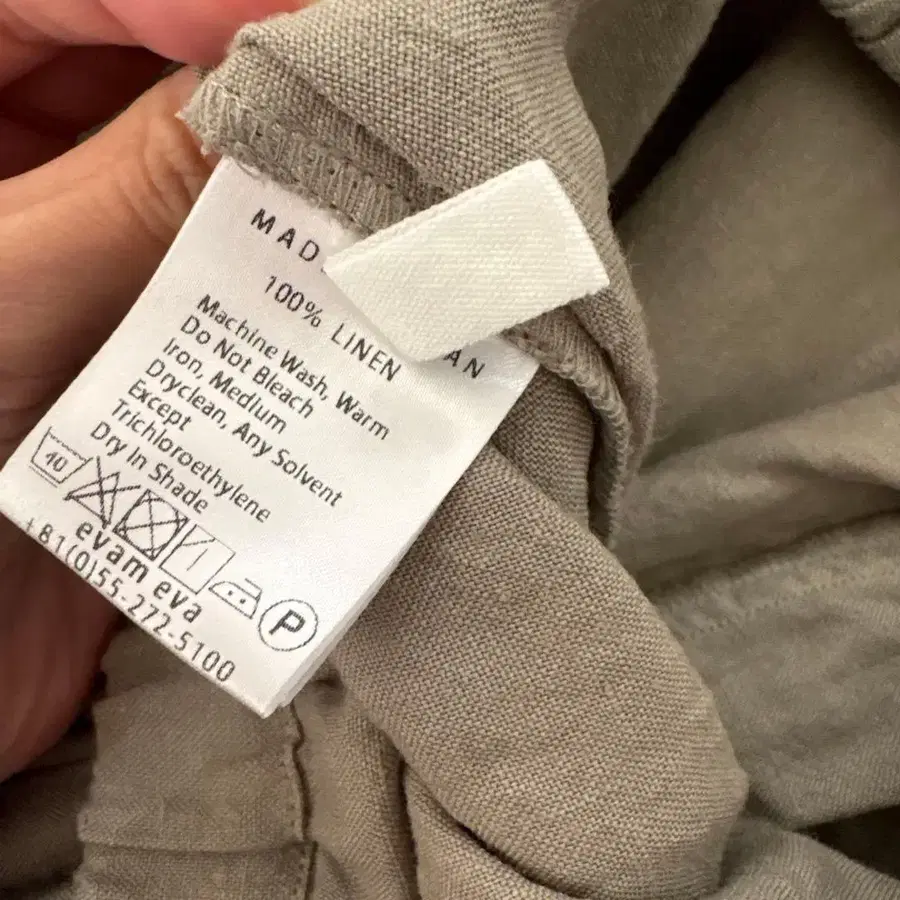 MAD AN
100% LINEN
Machine Wash, Warm
Do Not Bleach
Iron, Medium
Dryclean, Any Solvent
Except
Trichloroethylene
Dry In Shade
40 P
evam eva
+81(0)55-272-5100